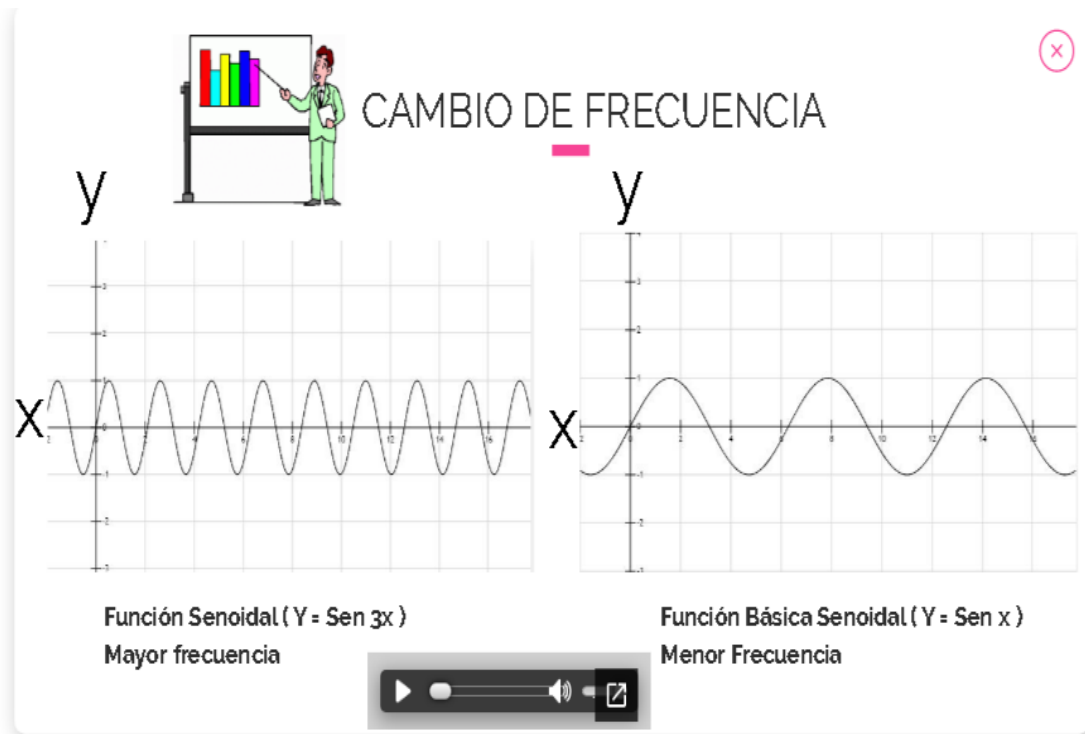 CAMBIO DE FRECUENCIA
y
y
X
X
Función Senoidal ( Y = Sen 3x )
Mayor frecuencia
Función Básica Senoidal ( Y = Sen x )
Menor Frecuencia